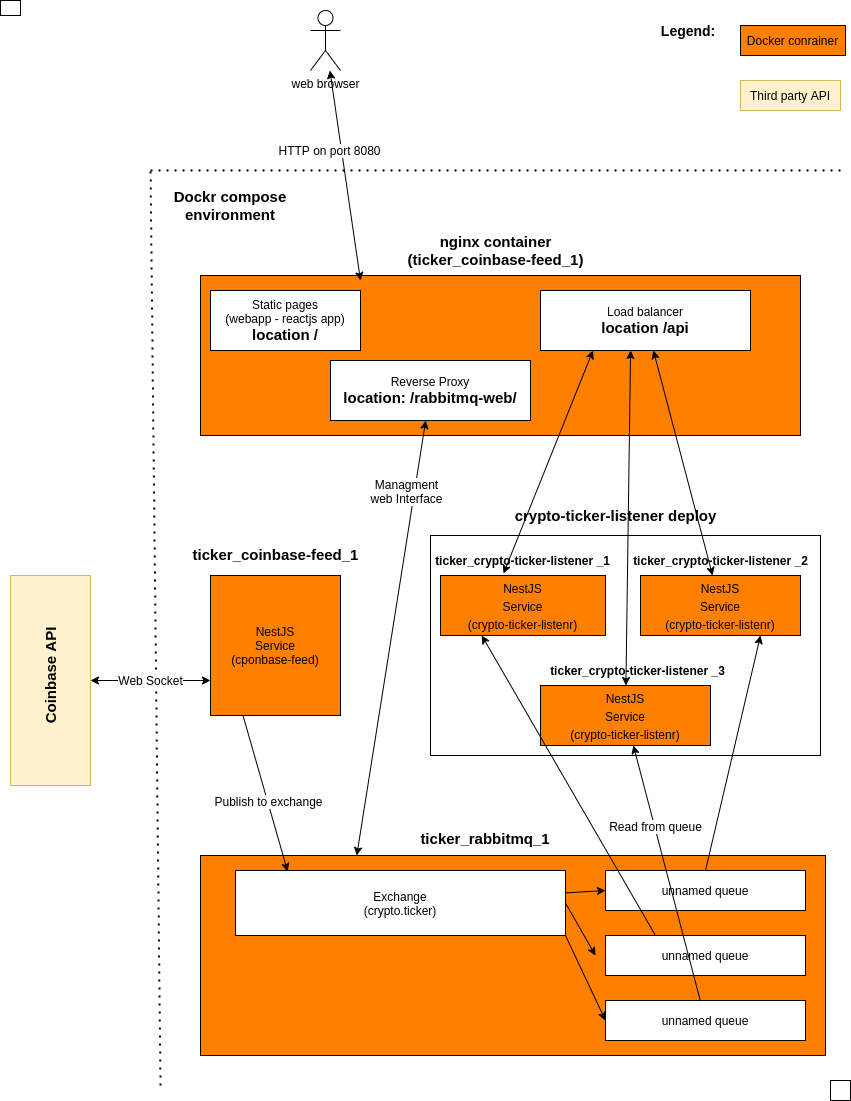 Legend:
Docker conrainer
Third party API
web browser
HTTP on port 8080
Dockr compose
environment
nginx container
(ticker_coinbase-feed_1)
Static pages
(webapp - reactjs app)
location /
Load balancer
location /api
Reverse Proxy
location: /rabbitmq-web/
Managment
web Interface
crypto-ticker-listener deploy
ticker_coinbase-feed_1
ticker_crypto-ticker-listener _1
ticker_crypto-ticker-listener _2
NestJS
Service
(crypto-ticker-listenr)
NestJS
Service
(crypto-ticker-listenr)
NestJS
Service
(cponbase-feed)
Coinbase API
Web Socket
ticker_crypto-ticker-listener _3
NestJS
Service
(crypto-ticker-listenr)
Publish to exchange
Read from queue
ticker_rabbitmq_1
Exchange
(crypto.ticker)
unnamed queue
unnamed queue
unnamed queue